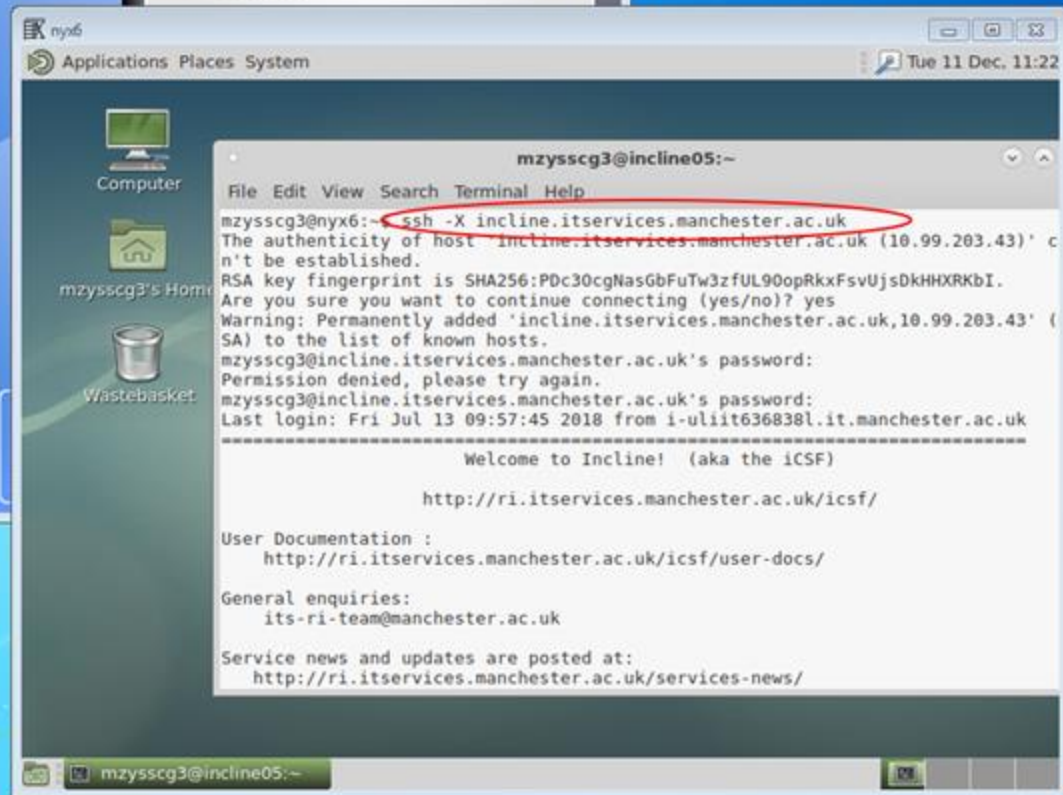 nyx6
Applications Places System
Tue 11 Dec, 11:22
Computer
mzysscg3's Home
Wastebasket
mzysscg3@incline05:~
File Edit View Search Terminal Help
mzysscg3@nyx6:~$ ssh -X incline.itservices.manchester.ac.uk
The authenticity of host 'incline.itservices.manchester.ac.uk (10.99.203.43)' c
n't be established.
RSA key fingerprint is SHA256:PDc3OcgNasGbFuTw3zfUL90opRkxFsvUjsDkHHXRKbI.
Are you sure you want to continue connecting (yes/no)? yes
Warning: Permanently added 'incline.itservices.manchester.ac.uk,10.99.203.43' (
SA) to the list of known hosts.
mzysscg3@incline.itservices.manchester.ac.uk's password:
Permission denied, please try again.
mzysscg3@incline.itservices.manchester.ac.uk's password:
Last login: Fri Jul 13 09:57:45 2018 from i-uliit636838l.it.manchester.ac.uk
================================================================================
Welcome to Incline! (aka the iCSF)
http://ri.itservices.manchester.ac.uk/icsf/
User Documentation :
http://ri.itservices.manchester.ac.uk/icsf/user-docs/
General enquiries:
its-ri-team@manchester.ac.uk
Service news and updates are posted at:
http://ri.itservices.manchester.ac.uk/services-news/
mzysscg3@incline05:~